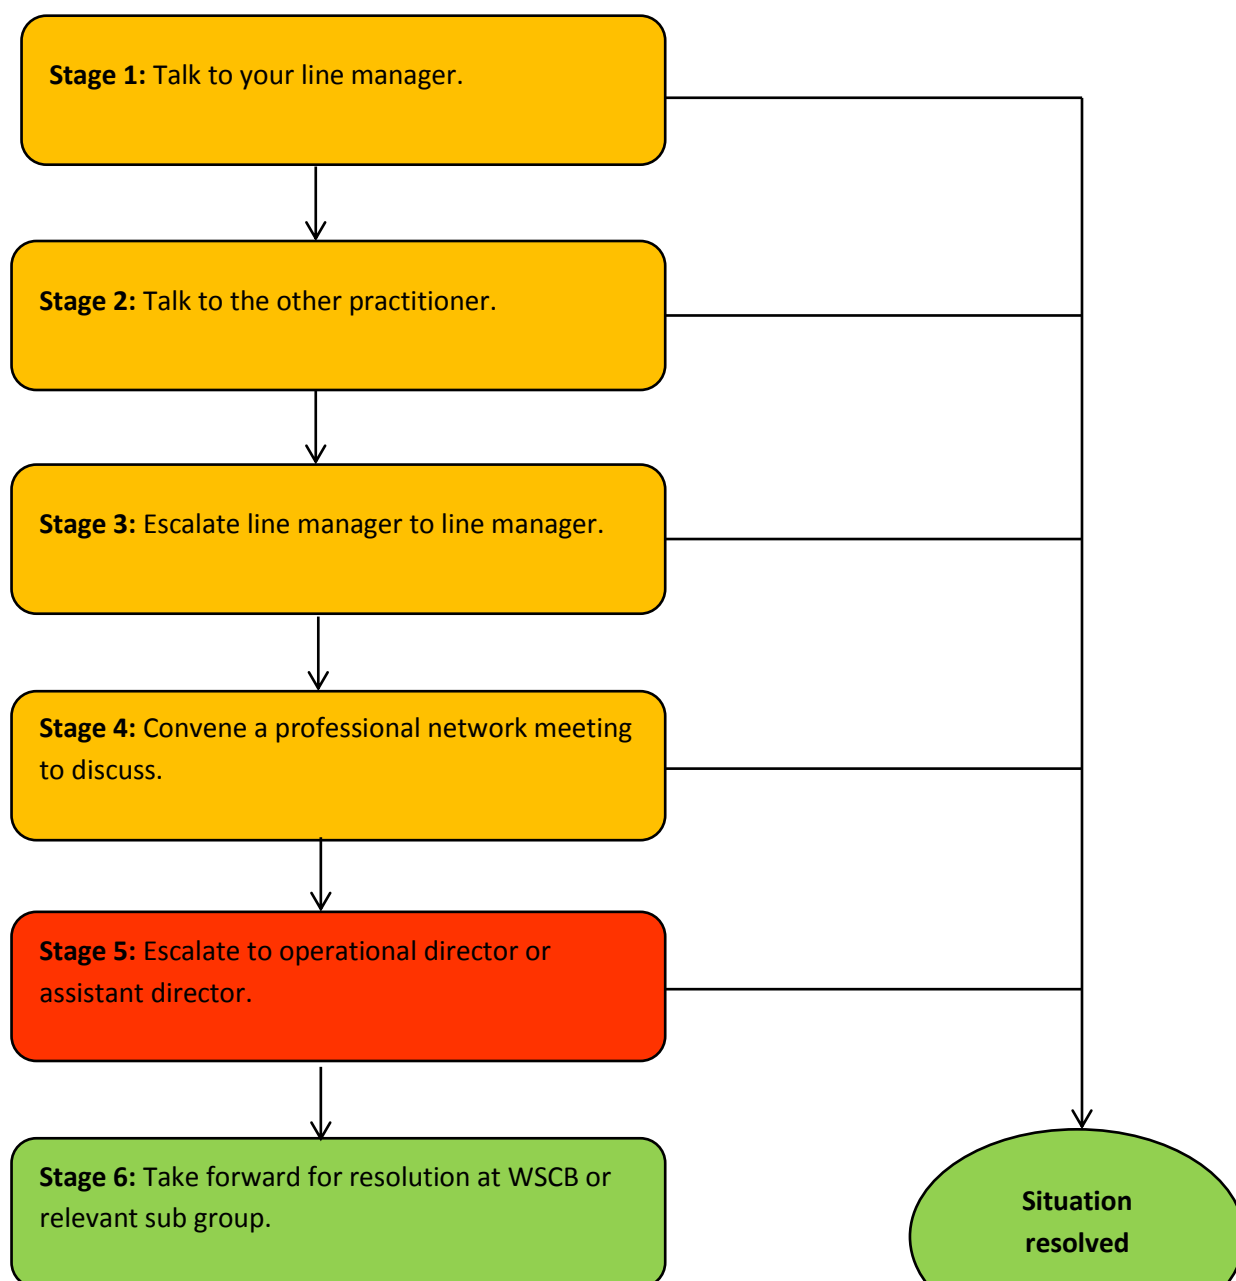 Stage 1: Talk to your line manager.
Stage 2: Talk to the other practitioner.
Stage 3: Escalate line manager to line manager.
Stage 4: Convene a professional network meeting
to discuss.
Stage 5: Escalate to operational director or
assistant director.
Stage 6: Take forward for resolution at WSCB or
relevant sub group.
Situation
resolved